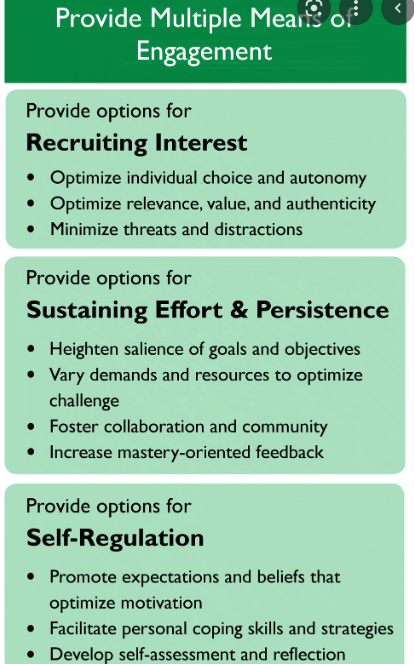 Provide Multiple Means of
Engagement
Provide options for
Recruiting Interest
• Optimize individual choice and autonomy
• Optimize relevance, value, and authenticity
• Minimize threats and distractions
Provide options for
Sustaining Effort & Persistence
• Heighten salience of goals and objectives
• Vary demands and resources to optimize
challenge
• Foster collaboration and community
• Increase mastery-oriented feedback
Provide options for
Self-Regulation
• Promote expectations and beliefs that
optimize motivation
• Facilitate personal coping skills and strategies
• Develop self-assessment and reflection